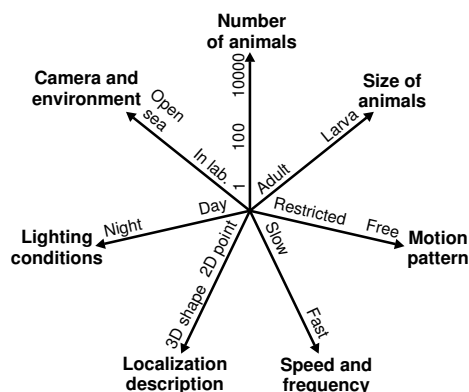 Number
of animals
10000
100
1
Camera and
environment
Open
sea
In lab.
Size of
animals
Larva
Adult
Lighting
conditions
Night
Day
Motion
pattern
Restricted
Free
Localization
description
2D point
3D shape
Speed and
frequency
Slow
Fast